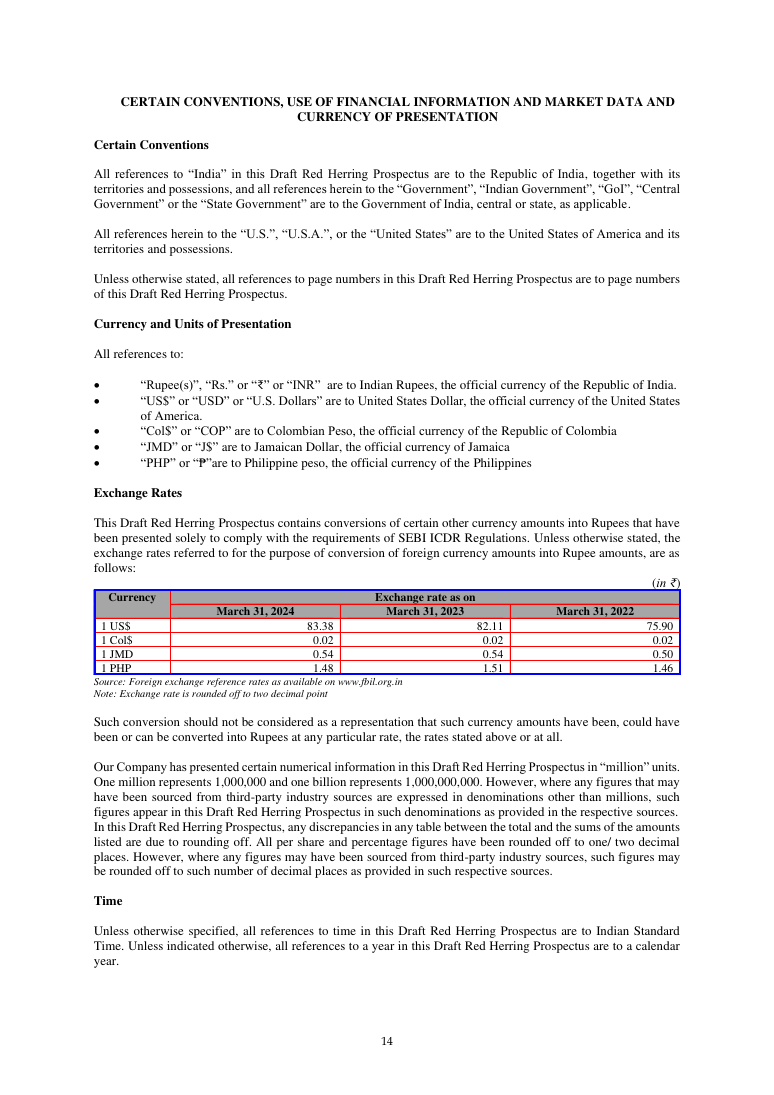 CERTAIN CONVENTIONS, USE OF FINANCIAL INFORMATION AND MARKET DATA AND
CURRENCY OF PRESENTATION
Certain Conventions
All references to “India” in this Draft Red Herring Prospectus are to the Republic of India, together with its
territories and possessions, and all references herein to the “Government”, “Indian Government”, “GoI”, “Central
Government” or the “State Government” are to the Government of India, central or state, as applicable.
All references herein to the “U.S.”, “U.S.A.”, or the “United States” are to the United States of America and its
territories and possessions.
Unless otherwise stated, all references to page numbers in this Draft Red Herring Prospectus are to page numbers
of this Draft Red Herring Prospectus.
Currency and Units of Presentation
All references to:
• “Rupee(s)”, “Rs.” or “₹” or “INR” are to Indian Rupees, the official currency of the Republic of India.
• “US$” or “USD” or “U.S. Dollars” are to United States Dollar, the official currency of the United States
of America.
• “Col$” or “COP” are to Colombian Peso, the official currency of the Republic of Colombia
• “JMD” or “J$” are to Jamaican Dollar, the official currency of Jamaica
• “PHP” or “₱”are to Philippine peso, the official currency of the Philippines
Exchange Rates
This Draft Red Herring Prospectus contains conversions of certain other currency amounts into Rupees that have
been presented solely to comply with the requirements of SEBI ICDR Regulations. Unless otherwise stated, the
exchange rates referred to for the purpose of conversion of foreign currency amounts into Rupee amounts, are as
follows:
(in ₹)
Currency Exchange rate as on
March 31, 2024 March 31, 2023 March 31, 2022
1 US$ 83.38 82.11 75.90
1 Col$ 0.02 0.02 0.02
1 JMD 0.54 0.54 0.50
1 PHP 1.48 1.51 1.46
Source: Foreign exchange reference rates as available on www.fbil.org.in
Note: Exchange rate is rounded off to two decimal point
Such conversion should not be considered as a representation that such currency amounts have been, could have
been or can be converted into Rupees at any particular rate, the rates stated above or at all.
Our Company has presented certain numerical information in this Draft Red Herring Prospectus in “million” units.
One million represents 1,000,000 and one billion represents 1,000,000,000. However, where any figures that may
have been sourced from third-party industry sources are expressed in denominations other than millions, such
figures appear in this Draft Red Herring Prospectus in such denominations as provided in the respective sources.
In this Draft Red Herring Prospectus, any discrepancies in any table between the total and the sums of the amounts
listed are due to rounding off. All per share and percentage figures have been rounded off to one/ two decimal
places. However, where any figures may have been sourced from third-party industry sources, such figures may
be rounded off to such number of decimal places as provided in such respective sources.
Time
Unless otherwise specified, all references to time in this Draft Red Herring Prospectus are to Indian Standard
Time. Unless indicated otherwise, all references to a year in this Draft Red Herring Prospectus are to a calendar
year.
14